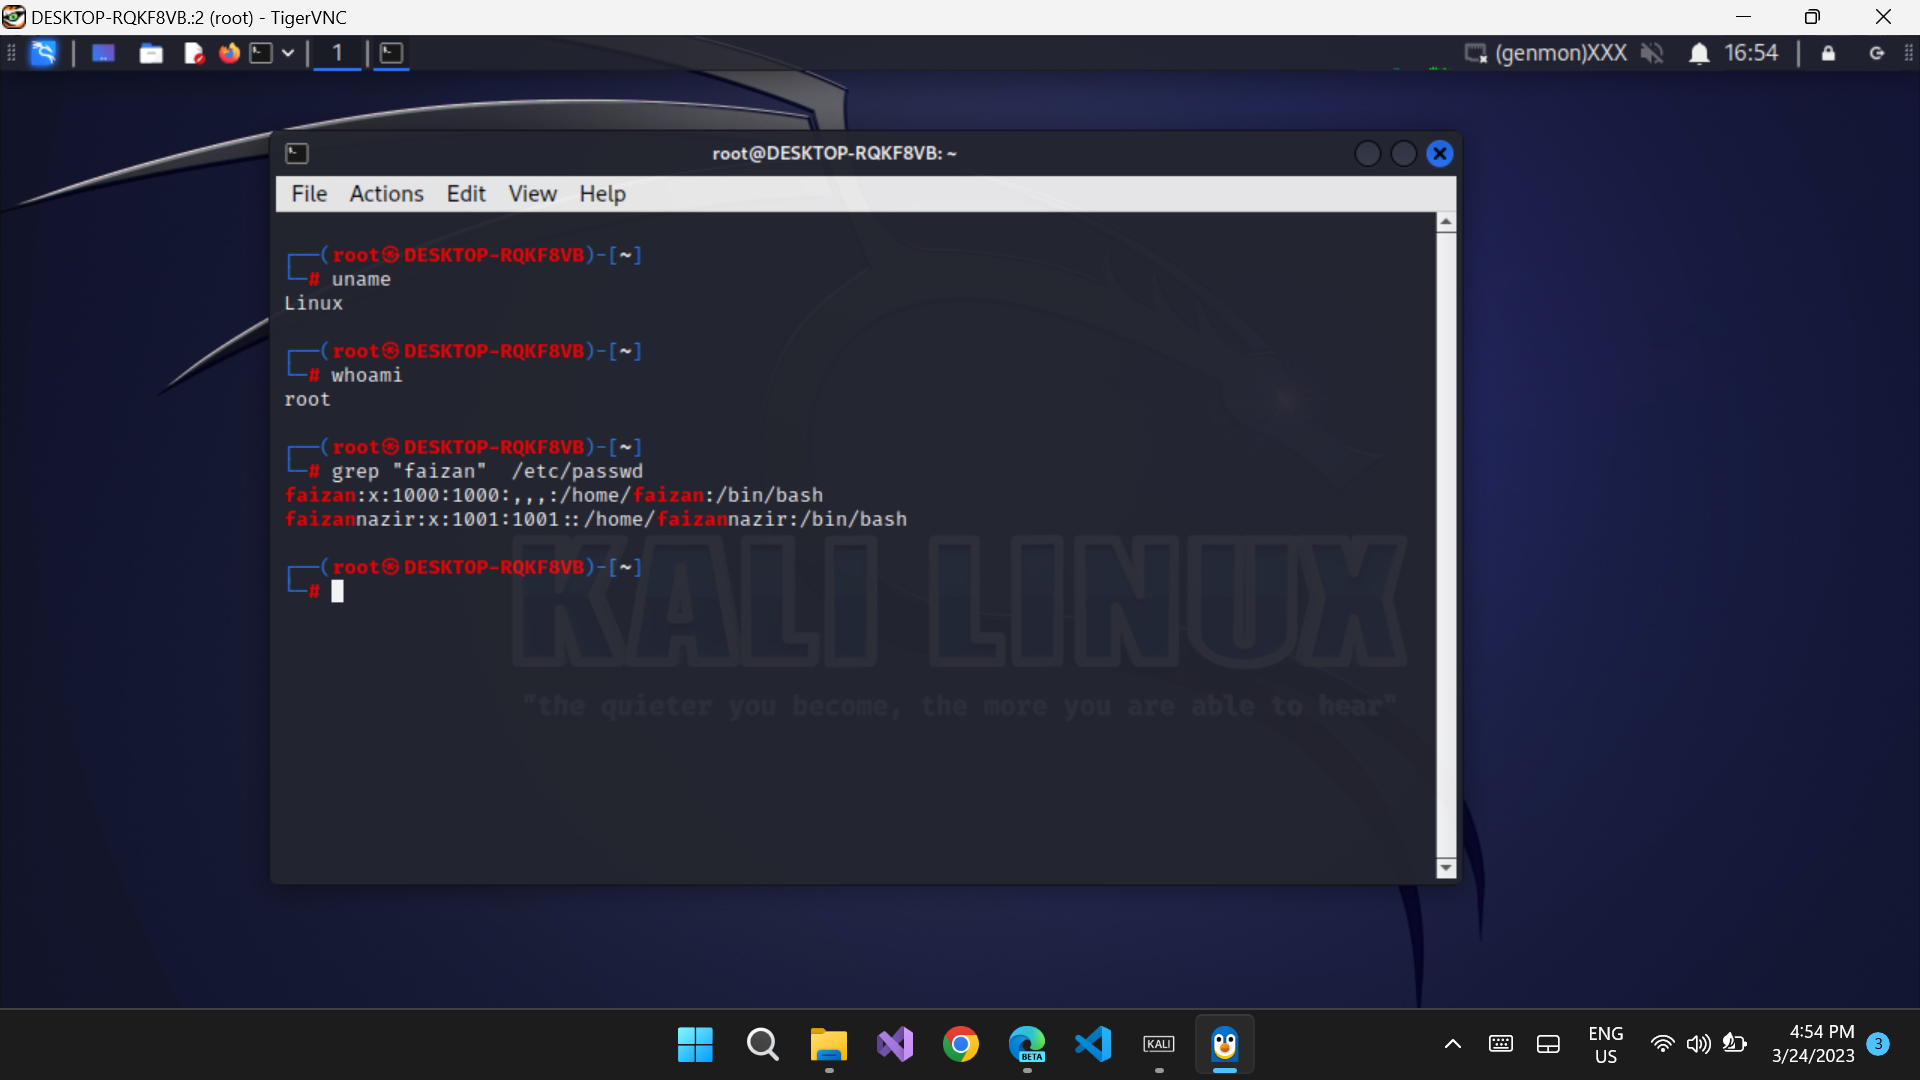 DESKTOP-RQKF8VB.:2 (root) - TigerVNC
1
(genmon)XXX
16:54
root@DESKTOP-RQKF8VB: ~
File Actions Edit View Help
┌──(root㉿DESKTOP-RQKF8VB)-[~]
└─# uname
Linux
┌──(root㉿DESKTOP-RQKF8VB)-[~]
└─# whoami
root
┌──(root㉿DESKTOP-RQKF8VB)-[~]
└─# grep "faizan"  /etc/passwd
faizan:x:1000:1000:,,,:/home/faizan:/bin/bash
faizannazir:x:1001:1001::/home/faizannazir:/bin/bash
┌──(root㉿DESKTOP-RQKF8VB)-[~]
└─#
KALI LINUX
"the quieter you become, the more you are able to hear"
BETA
KALI
ENG
US
4:54 PM
3/24/2023
3